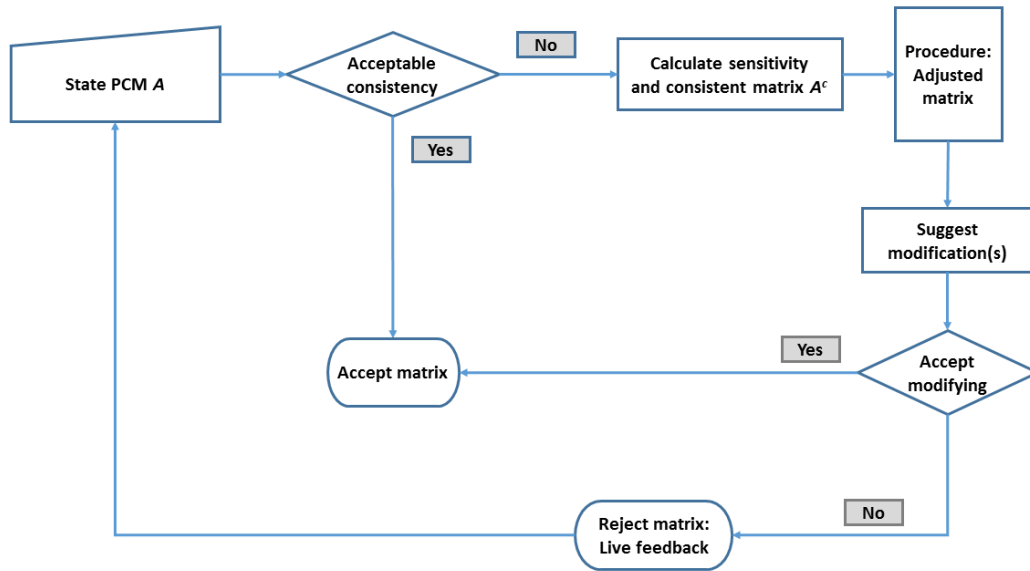 State PCM A
Acceptable
consistency
No
Calculate sensitivity
and consistent matrix Aᶜ
Procedure:
Adjusted
matrix
Yes
Suggest
modification(s)
Accept matrix
Yes
Accept
modifying
No
Reject matrix:
Live feedback